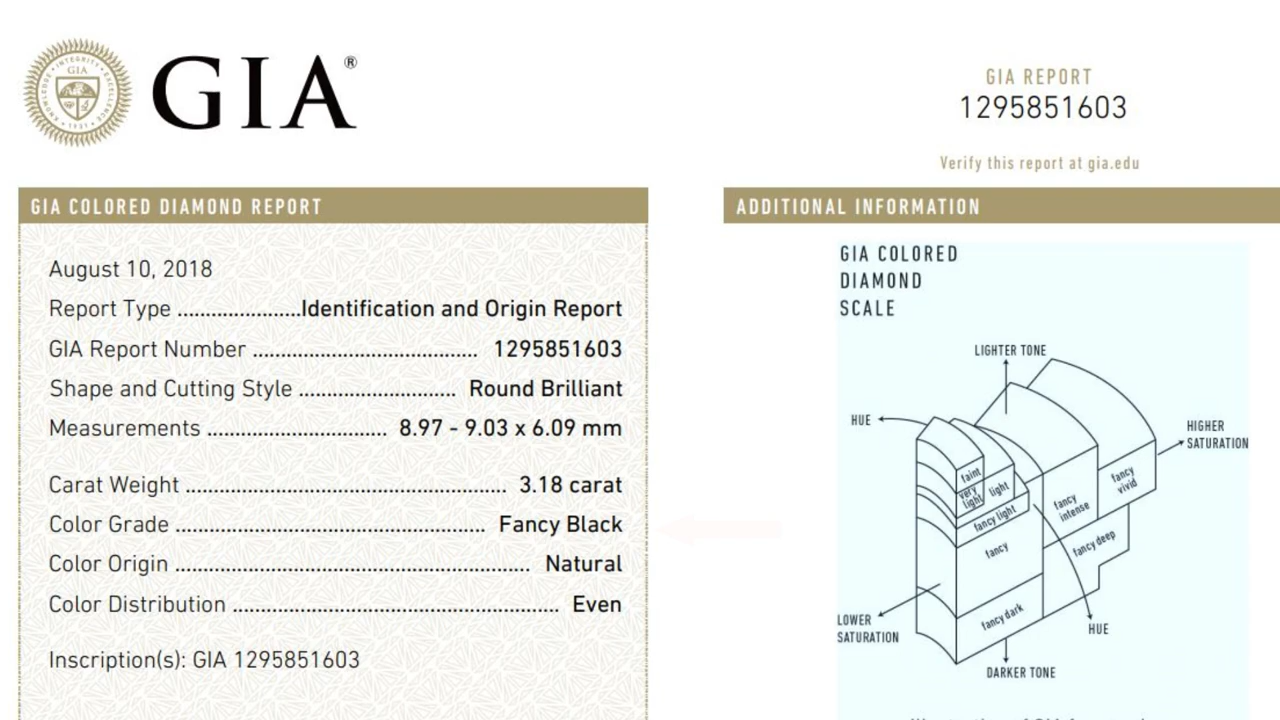 GIA®
GIA REPORT
1295851603
Verify this report at gia.edu
GIA COLORED DIAMOND REPORT
August 10, 2018
Report Type .....................Identification and Origin Report
GIA Report Number ....................................... 1295851603
Shape and Cutting Style ........................... Round Brilliant
Measurements ............................... 8.97 - 9.03 x 6.09 mm
Carat Weight ....................................................... 3.18 carat
Color Grade ..................................................... Fancy Black
Color Origin ............................................................. Natural
Color Distribution ........................................................ Even
Inscription(s): GIA 1295851603
ADDITIONAL INFORMATION
GIA COLORED
DIAMOND
SCALE
LIGHTER TONE
HUE
HIGHER
SATURATION
faint
very
light
light
fancy light
fancy
fancy
intense
fancy
vivid
fancy deep
fancy dark
LOWER
SATURATION
HUE
DARKER TONE